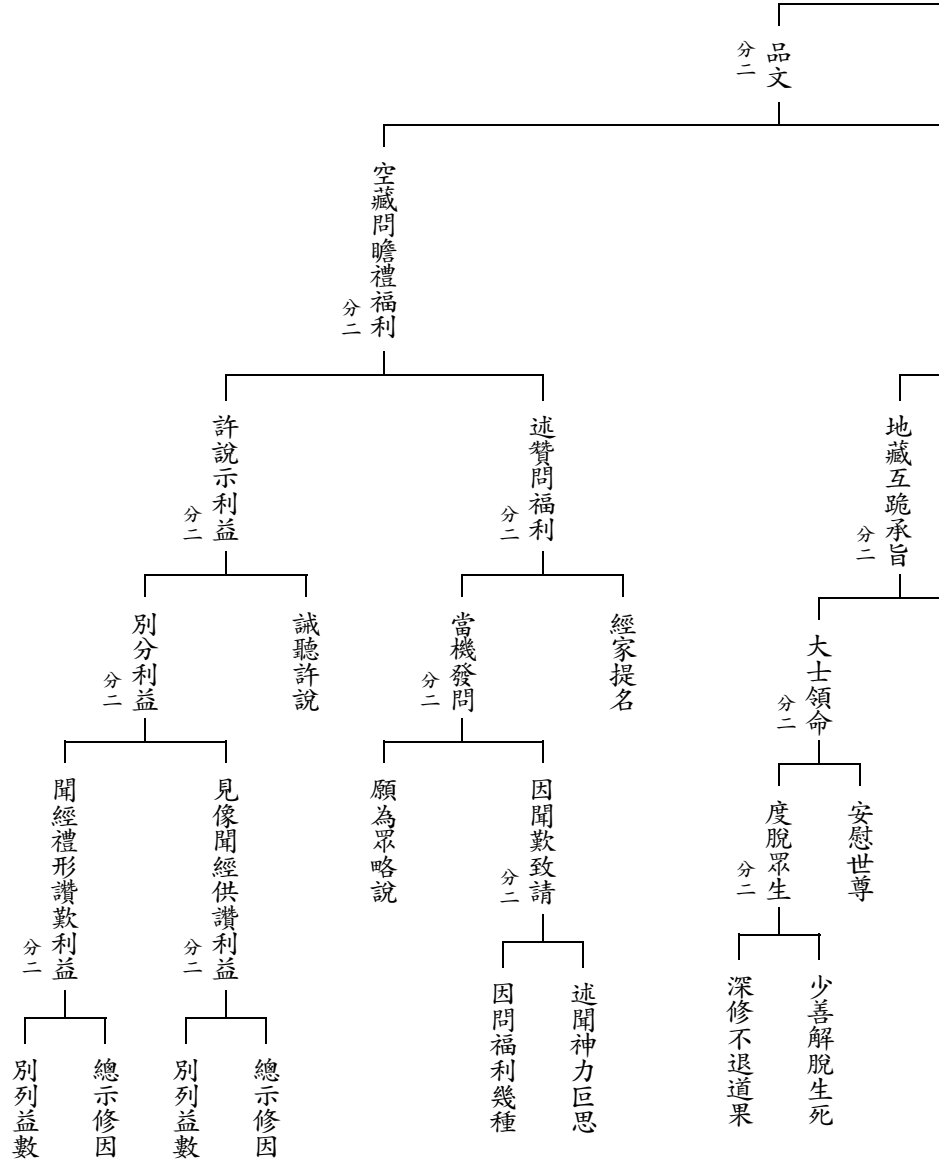 品文
分二
空藏問瞻禮福利
分二
地藏互跪承旨
分二
述贊問福利
分二
許說示利益
分二
大士領命
分二
經家提名
當機發問
分二
誡聽許說
別分利益
分二
安慰世尊
度脫眾生
分二
因聞歎致請
分二
願為眾略說
見像聞經供讚利益
分二
聞經禮形讚歎利益
分二
少善解脫生死
深修不退道果
述聞神力叵思
因問福利幾種
總示修因
別列益數
總示修因
別列益數